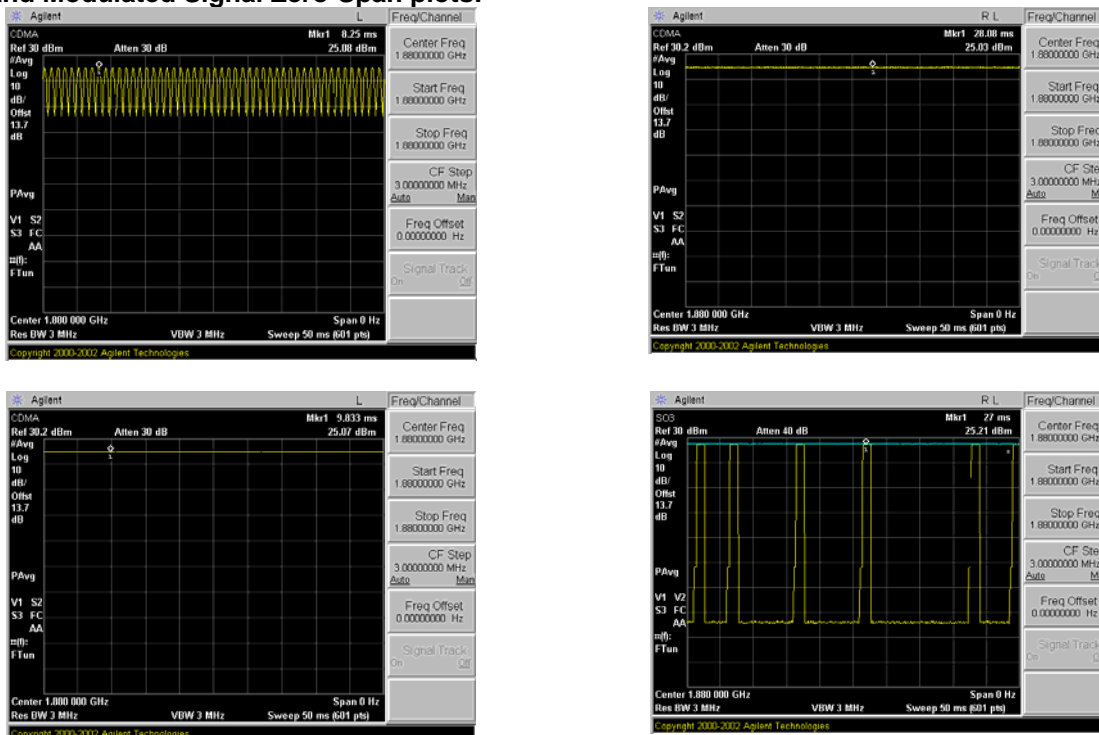 and Modulated Signal Zero Span plots.
Agilent L Freq/Channel
CDMA Mkr1 8.25 ms
Ref 30 dBm Atten 30 dB 25.08 dBm
#Avg
Log
10
dB/
Offst
13.7
dB
PAvg
V1 S2
S3 FC
AA
¤(f):
FTun
1
Center 1.880 000 GHz Span 0 Hz
Res BW 3 MHz VBW 3 MHz Sweep 50 ms (601 pts)
Copyright 2000-2002 Agilent Technologies
Center Freq
1.88000000 GHz
Start Freq
1.88000000 GHz
Stop Freq
1.88000000 GHz
CF Step
3.00000000 MHz
Auto Man
Freq Offset
0.00000000 Hz
Signal Track
On Off
Agilent R L Freq/Channel
CDMA Mkr1 28.08 ms
Ref 30.2 dBm Atten 30 dB 25.03 dBm
#Avg
Log
10
dB/
Offst
13.7
dB
PAvg
V1 S2
S3 FC
AA
¤(f):
FTun
1
Center 1.880 000 GHz Span 0 Hz
Res BW 3 MHz VBW 3 MHz Sweep 50 ms (601 pts)
Copyright 2000-2002 Agilent Technologies
Center Freq
1.88000000 GHz
Start Freq
1.88000000 GHz
Stop Freq
1.88000000 GHz
CF Ste
3.00000000 MHz
Auto M
Freq Offset
0.00000000 Hz
Signal Track
On O
Agilent L Freq/Channel
CDMA Mkr1 9.833 ms
Ref 30.2 dBm Atten 30 dB 25.07 dBm
#Avg
Log
10
dB/
Offst
13.7
dB
PAvg
V1 S2
S3 FC
AA
¤(f):
FTun
1
Center 1.880 000 GHz Span 0 Hz
Res BW 3 MHz VBW 3 MHz Sweep 50 ms (601 pts)
Copyright 2000-2002 Agilent Technologies
Center Freq
1.88000000 GHz
Start Freq
1.88000000 GHz
Stop Freq
1.88000000 GHz
CF Step
3.00000000 MHz
Auto Man
Freq Offset
0.00000000 Hz
Signal Track
On Off
Agilent R L Freq/Channel
SO3 Mkr1 27 ms
Ref 30 dBm Atten 40 dB 25.21 dBm
#Avg
Log
10
dB/
Offst
13.7
dB
PAvg
V1 V2
S3 FC
AA
¤(f):
FTun
1
Center 1.880 000 GHz Span 0 Hz
Res BW 3 MHz VBW 3 MHz Sweep 50 ms (601 pts)
Copyright 2000-2002 Agilent Technologies
Center Freq
1.88000000 GHz
Start Freq
1.88000000 GHz
Stop Freq
1.88000000 GHz
CF Ste
3.00000000 MHz
Auto M
Freq Offset
0.00000000 Hz
Signal Track
On O